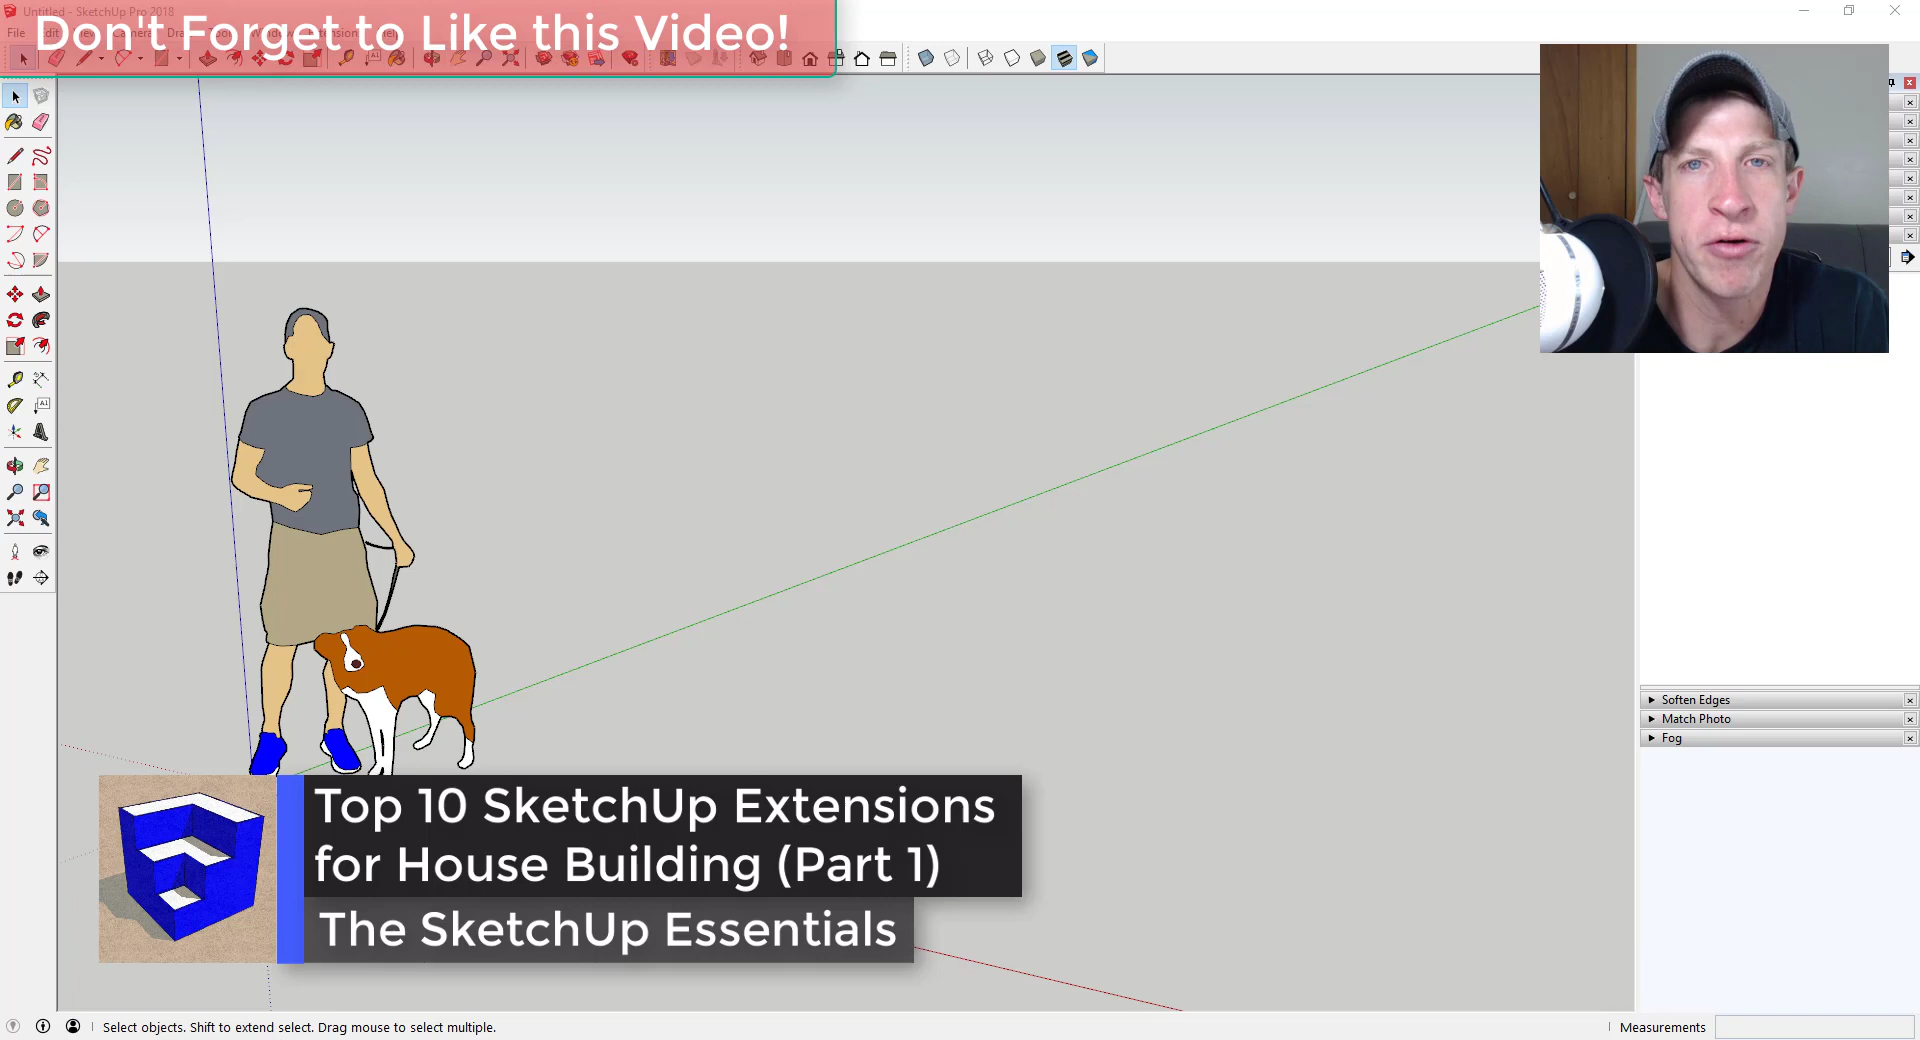 Untitled - SketchUp Pro 2018
Don't Forget to Like this Video!
File
A1
Soften Edges
Match Photo
Fog
Top 10 SketchUp Extensions
for House Building (Part 1)
The SketchUp Essentials
Select objects. Shift to extend select. Drag mouse to select multiple.
Measurements